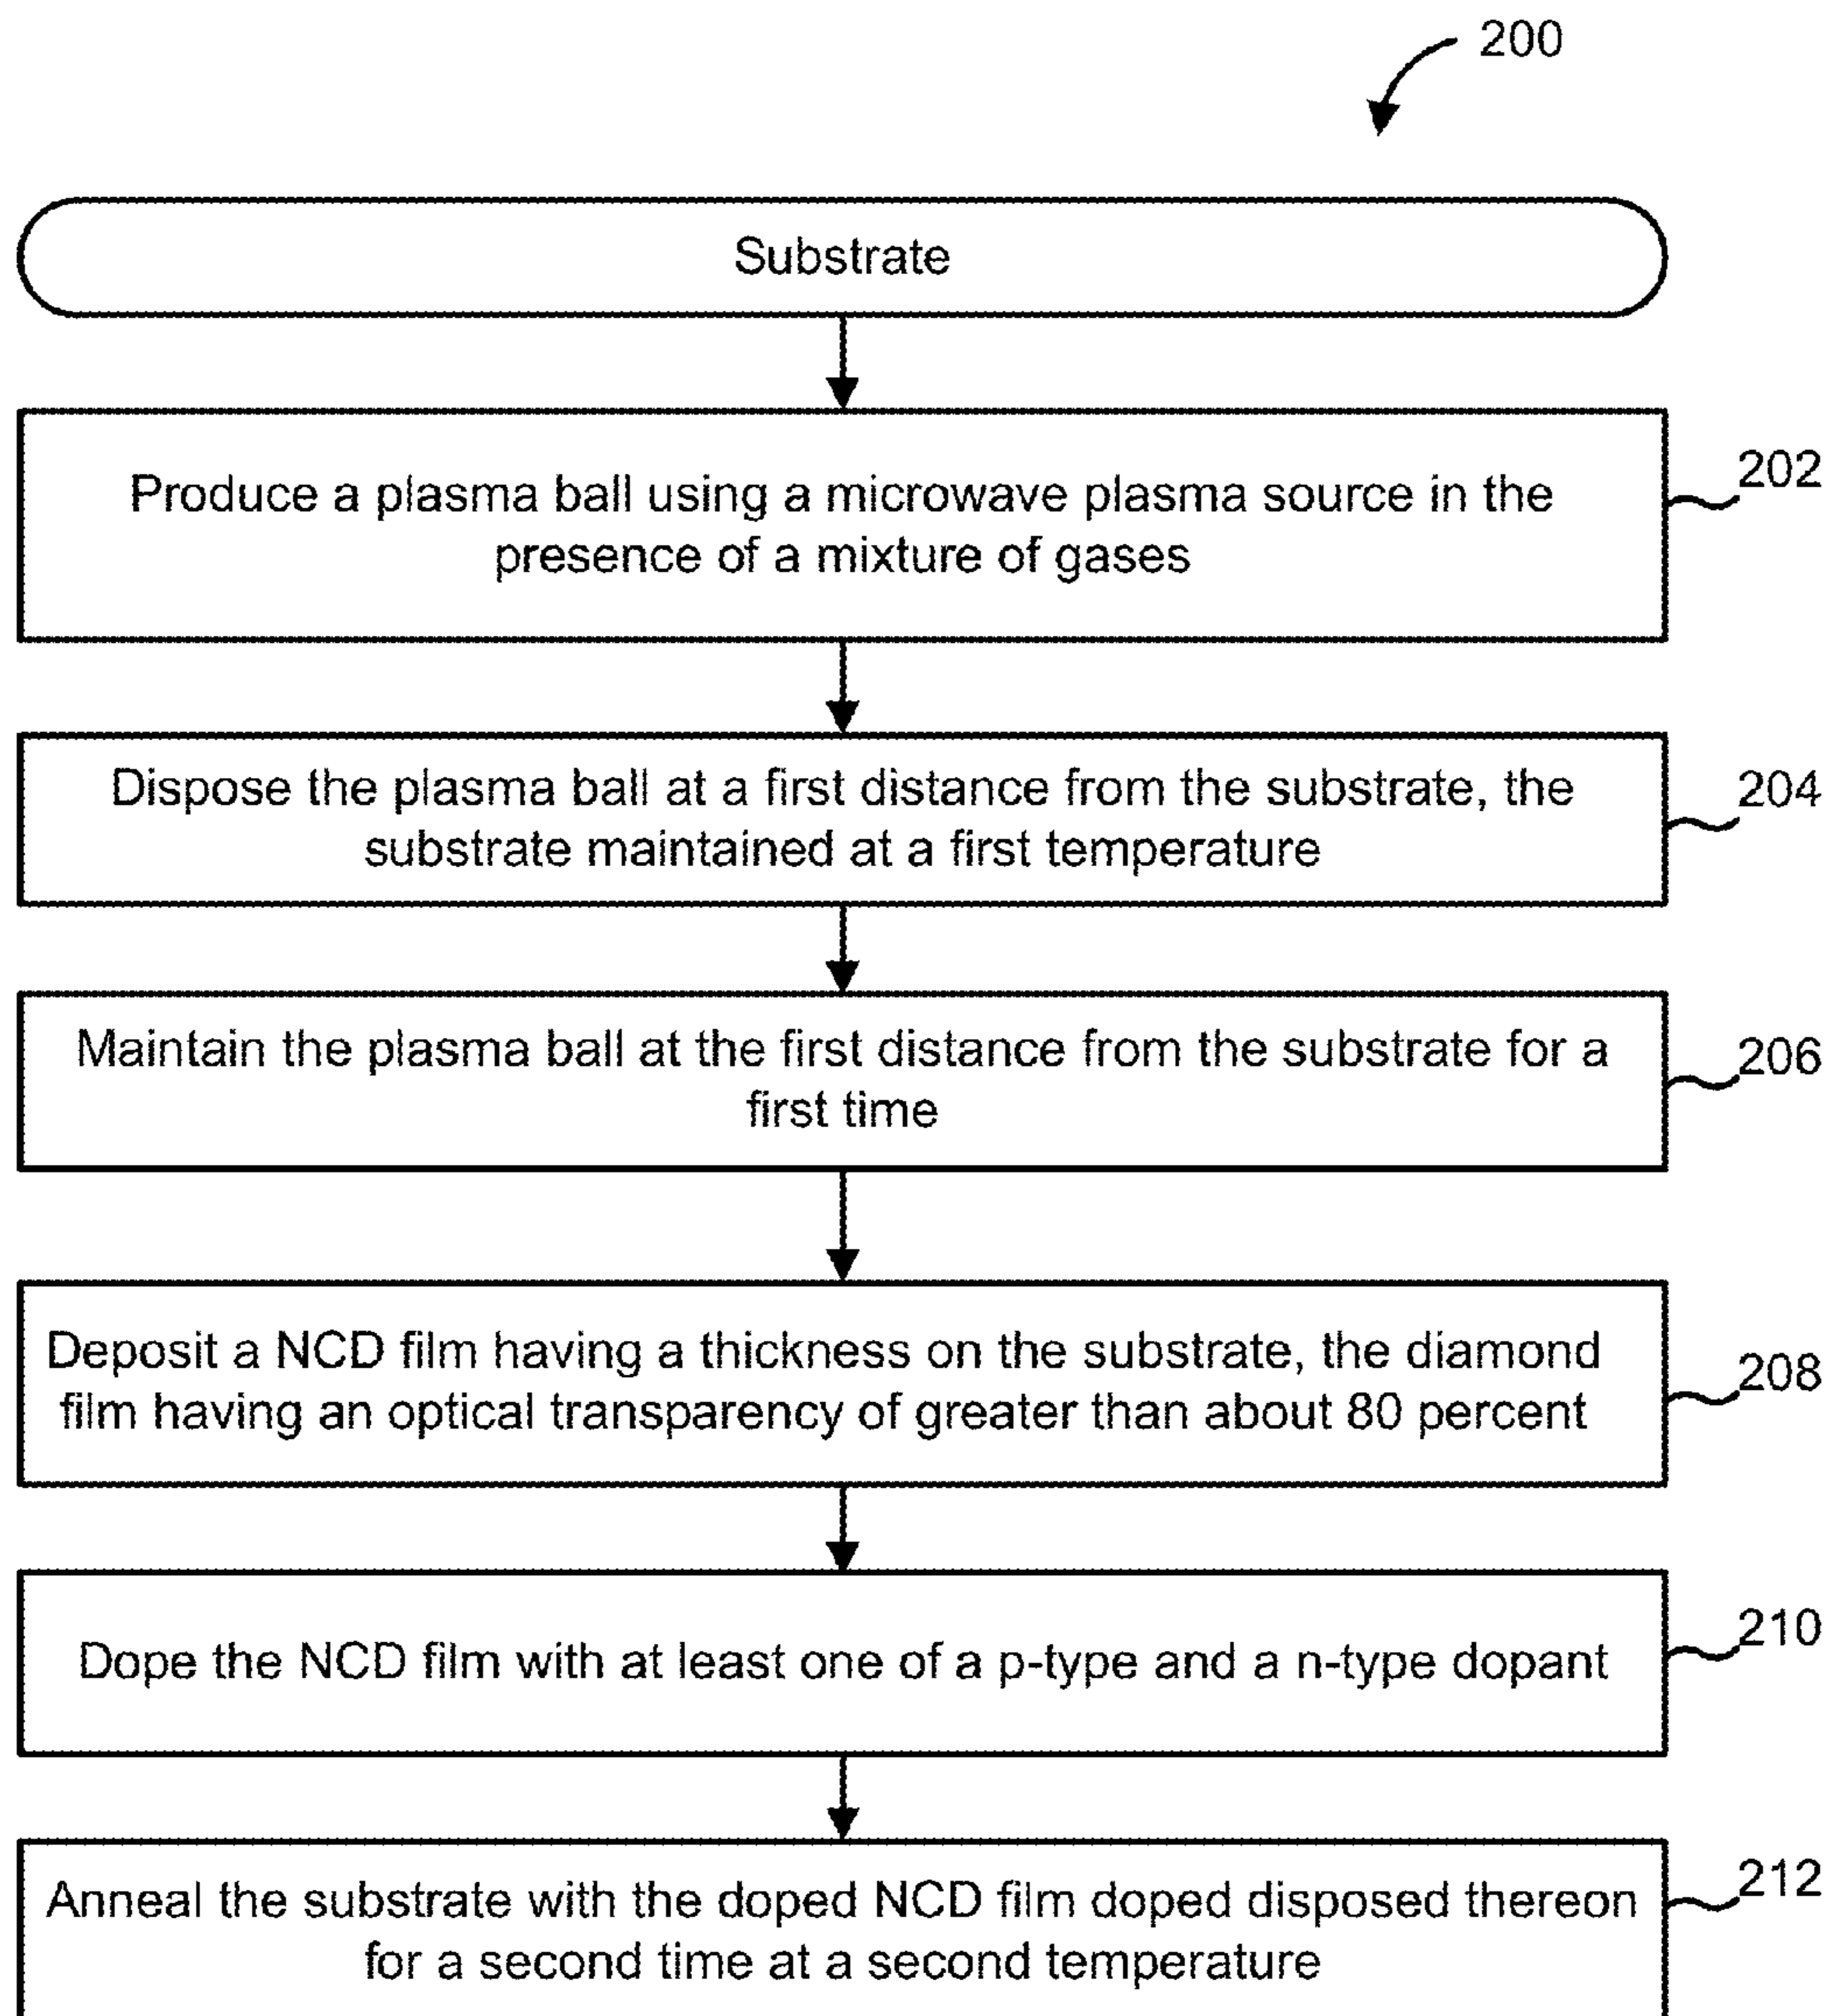 200
Substrate
Produce a plasma ball using a microwave plasma source in the
presence of a mixture of gases
202
Dispose the plasma ball at a first distance from the substrate, the
substrate maintained at a first temperature
204
Maintain the plasma ball at the first distance from the substrate for a
first time
206
Deposit a NCD film having a thickness on the substrate, the diamond
film having an optical transparency of greater than about 80 percent
208
Dope the NCD film with at least one of a p-type and a n-type dopant
210
Anneal the substrate with the doped NCD film doped disposed thereon
for a second time at a second temperature
212